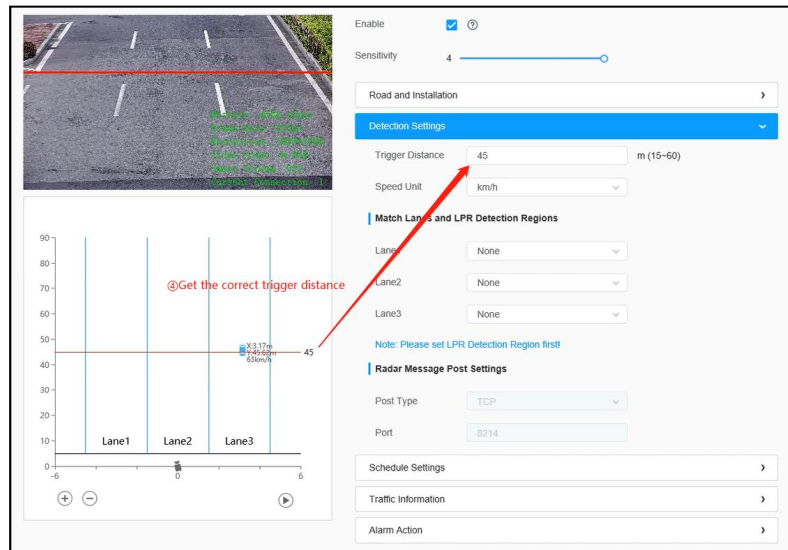 Enable
Sensitivity 4
Road and Installation
Detection Settings
Trigger Distance 45 m (15~60)
Speed Unit km/h
Match Lanes and LPR Detection Regions
Lane1 None
Lane2 None
Lane3 None
Note: Please set LPR Detection Region first!
Radar Message Post Settings
Post Type TCP
Port 8214
Schedule Settings
Traffic Information
Alarm Action
④Get the correct trigger distance
90
80
70
60
50
X:3.17m
63km/h
45
40
30
20
10
Lane1 Lane2 Lane3
0
-6 0 6